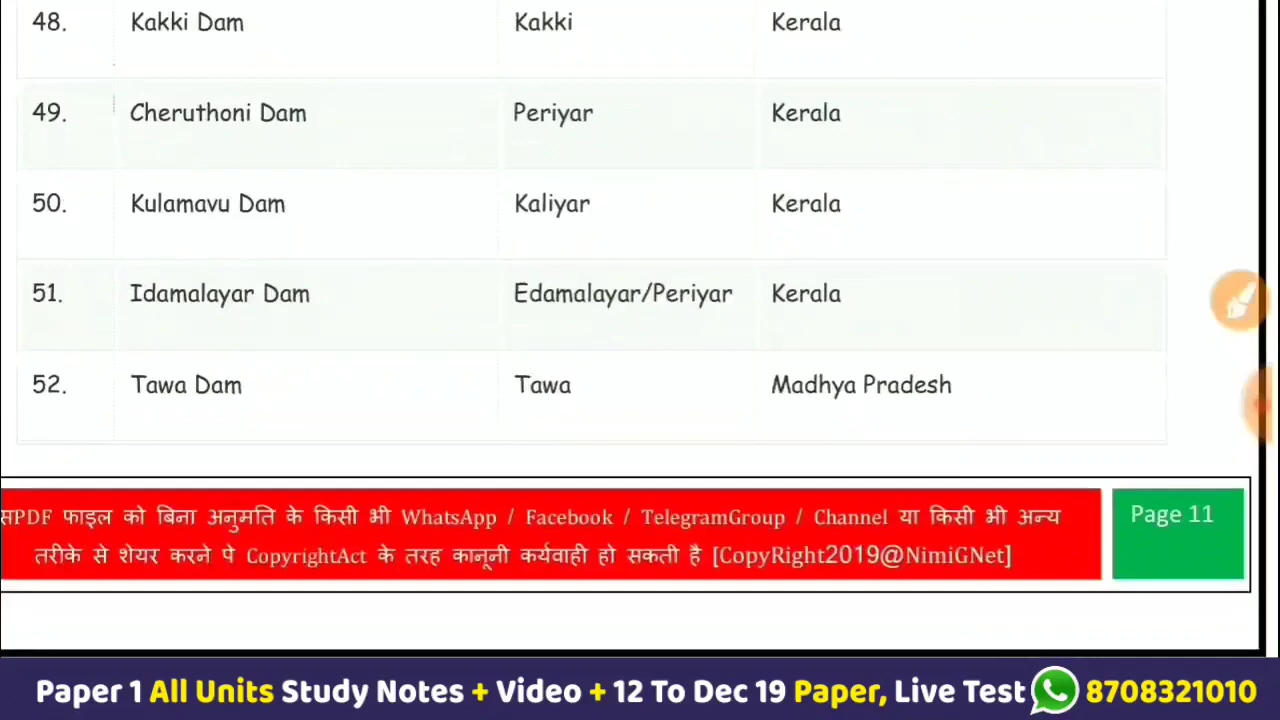 48. Kakki Dam Kakki Kerala
49. Cheruthoni Dam Periyar Kerala
50. Kulamavu Dam Kaliyar Kerala
51. Idamalayar Dam Edamalayar/Periyar Kerala
52. Tawa Dam Tawa Madhya Pradesh
सPDF फाइल को बिना अनुमति के किसी भी WhatsApp / Facebook / TelegramGroup / Channel या किसी भी अन्य
तरीके से शेयर करने पे CopyrightAct के तरह कानूनी कर्यवाही हो सकती है [CopyRight2019@NimiGNet]
Page 11
Paper 1 All Units Study Notes + Video + 12 To Dec 19 Paper, Live Test 8708321010